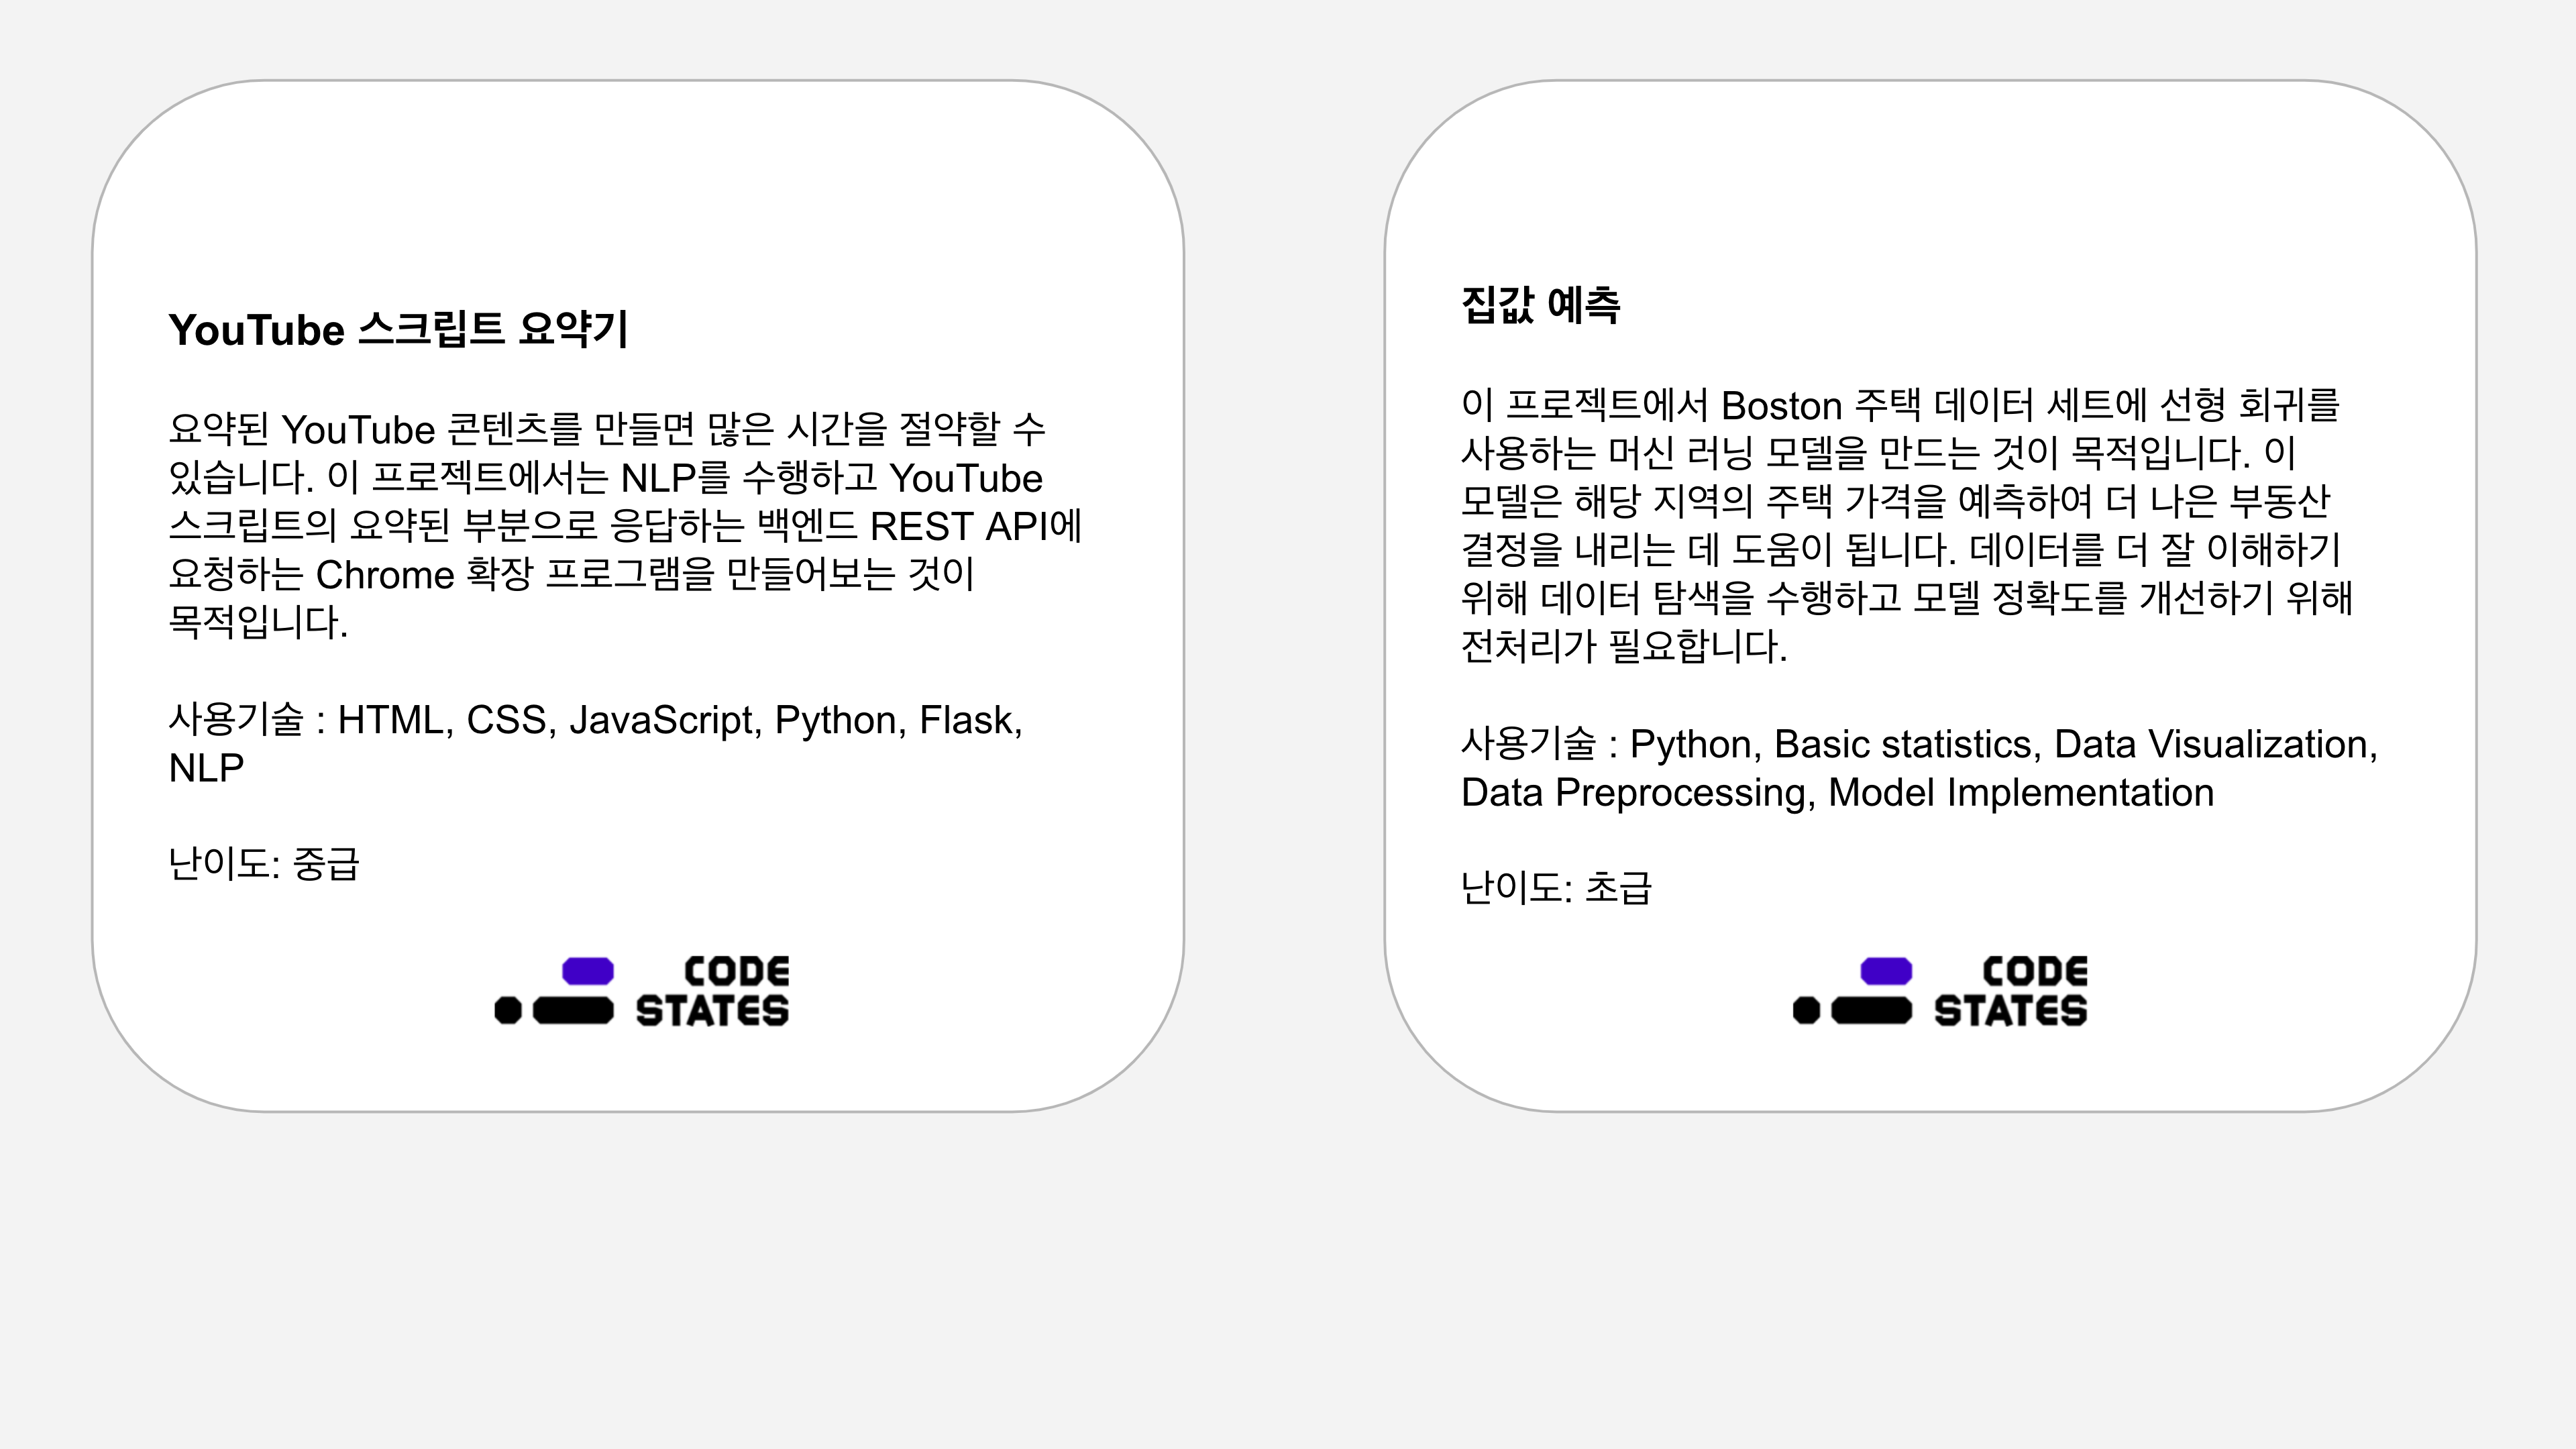 YouTube 스크립트 요약기
요약된 YouTube 콘텐츠를 만들면 많은 시간을 절약할 수
있습니다. 이 프로젝트에서는 NLP를 수행하고 YouTube
스크립트의 요약된 부분으로 응답하는 백엔드 REST API에
요청하는 Chrome 확장 프로그램을 만들어보는 것이
목적입니다.
사용기술 : HTML, CSS, JavaScript, Python, Flask,
NLP
난이도: 중급
CODE
STATES
집값 예측
이 프로젝트에서 Boston 주택 데이터 세트에 선형 회귀를
사용하는 머신 러닝 모델을 만드는 것이 목적입니다. 이
모델은 해당 지역의 주택 가격을 예측하여 더 나은 부동산
결정을 내리는 데 도움이 됩니다. 데이터를 더 잘 이해하기
위해 데이터 탐색을 수행하고 모델 정확도를 개선하기 위해
전처리가 필요합니다.
사용기술 : Python, Basic statistics, Data Visualization,
Data Preprocessing, Model Implementation
난이도: 초급
CODE
STATES